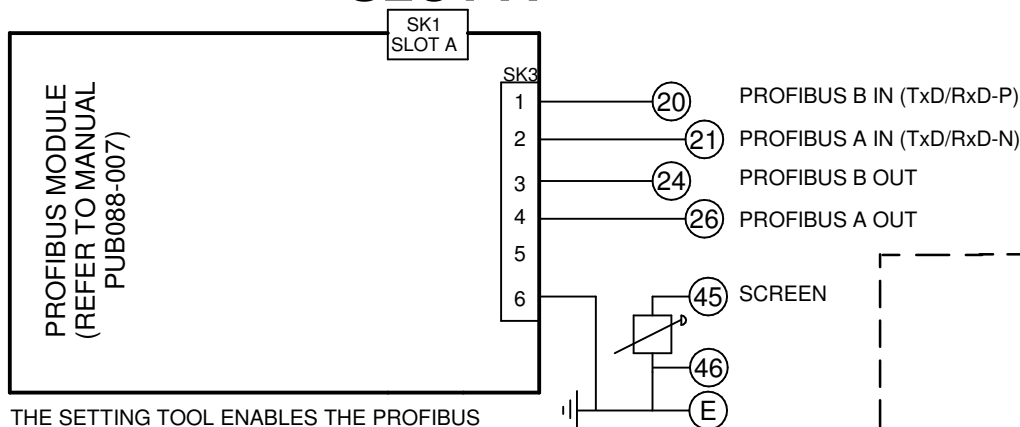 SK1
SLOT A
PROFIBUS MODULE
(REFER TO MANUAL
PUB088-007)
SK3
1
20
PROFIBUS B IN (TxD/RxD-P)
2
21
PROFIBUS A IN (TxD/RxD-N)
3
24
PROFIBUS B OUT
4
26
PROFIBUS A OUT
5
6
45
SCREEN
46
E
THE SETTING TOOL ENABLES THE PROFIBUS